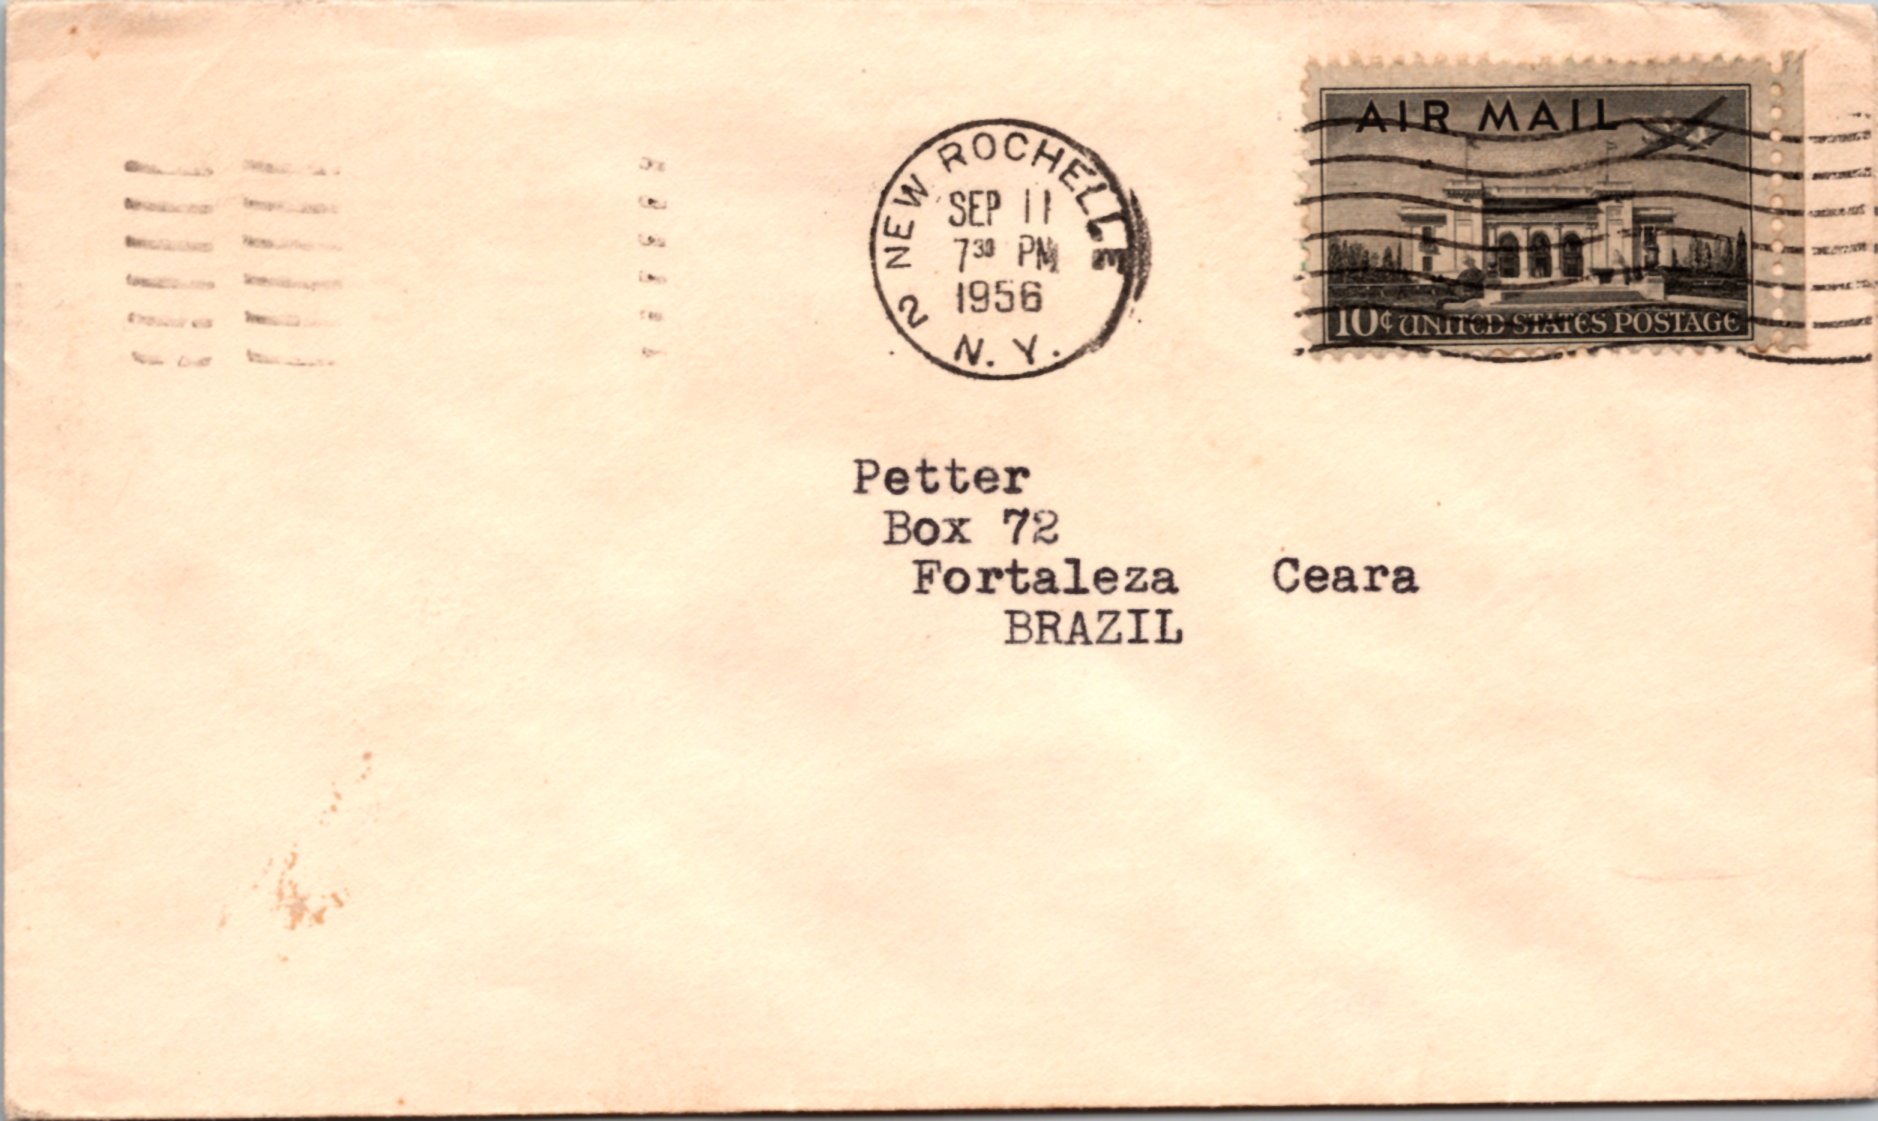 2 NEW ROCHELLE
SEP 11
7 30 PM
1956
N. Y.
AIR MAIL
10¢ UNITED STATES POSTAGE
Petter
Box 72
Fortaleza Ceara
BRAZIL